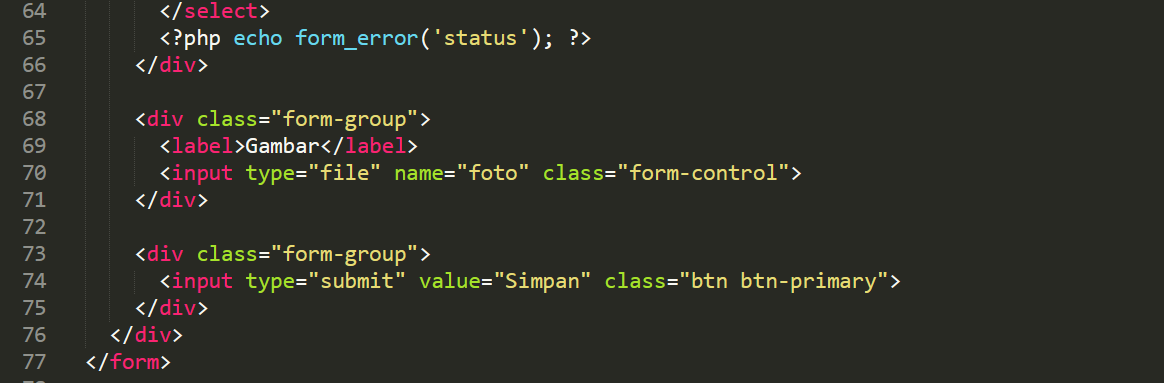 64 </select>
65 <?php echo form_error('status'); ?>
66 </div>
67
68 <div class="form-group">
69 <label>Gambar</label>
70 <input type="file" name="foto" class="form-control">
71 </div>
72
73 <div class="form-group">
74 <input type="submit" value="Simpan" class="btn btn-primary">
75 </div>
76 </div>
77 </form>